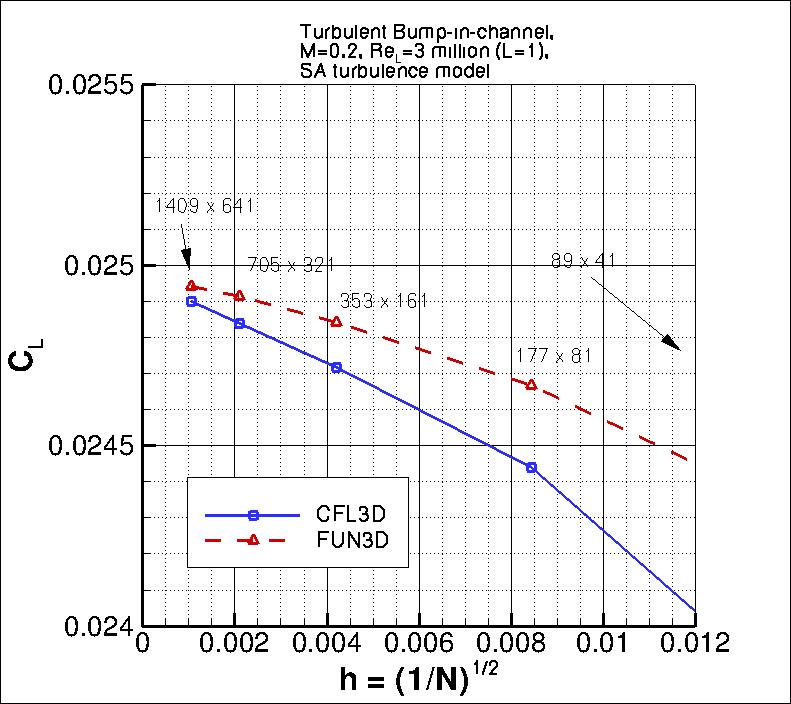 Turbulent Bump-in-channel,
M=0.2, Re_L=3 million (L=1),
SA turbulence model
0.0255
1409 x 641
0.025
705 x 321
89 x 41
353 x 161
177 x 81
C_L
0.0245
CFL3D
FUN3D
0.024
0 0.002 0.004 0.006 0.008 0.01 0.012
h = (1/N)^1/2